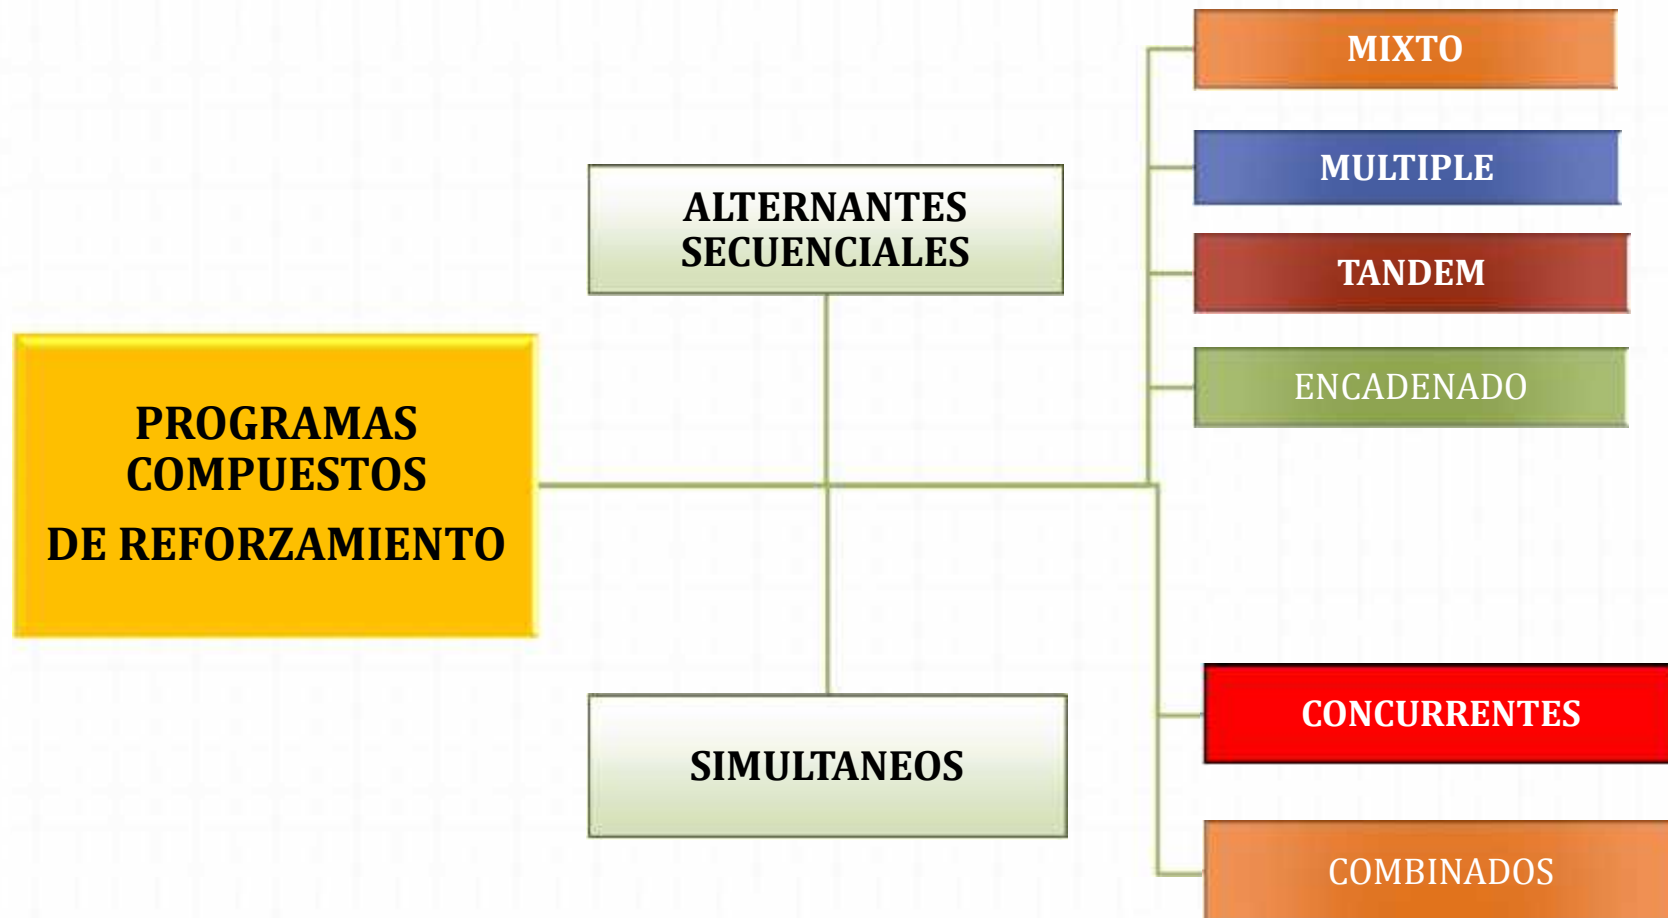 PROGRAMAS
COMPUESTOS
DE REFORZAMIENTO
ALTERNANTES
SECUENCIALES
SIMULTANEOS
MIXTO
MULTIPLE
TANDEM
ENCADENADO
CONCURRENTES
COMBINADOS